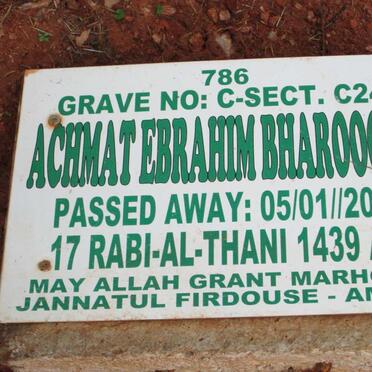 786
GRAVE NO: C-SECT. C24
ACHMAT EBRAHIM BHAROO
PASSED AWAY: 05/01//20
17 RABI-AL-THANI 1439 A
MAY ALLAH GRANT MARHO
JANNATUL FIRDOUSE - AM